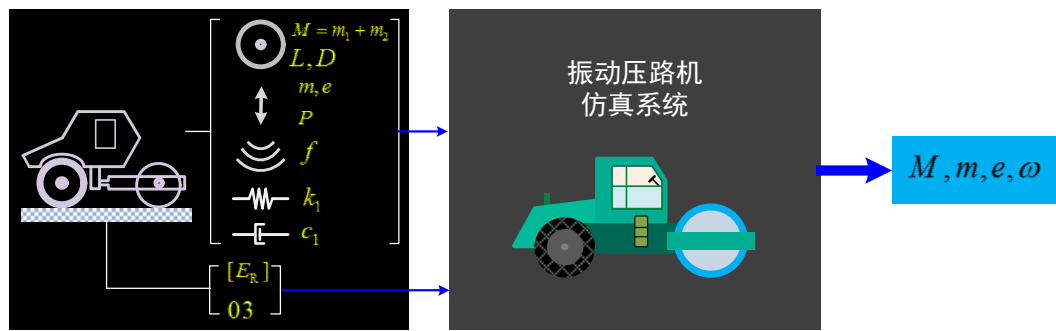 M = m₁ + m₂
L, D
m, e
P
f
k₁
c₁
[E_R]
03
振动压路机
仿真系统
M, m, e, ω